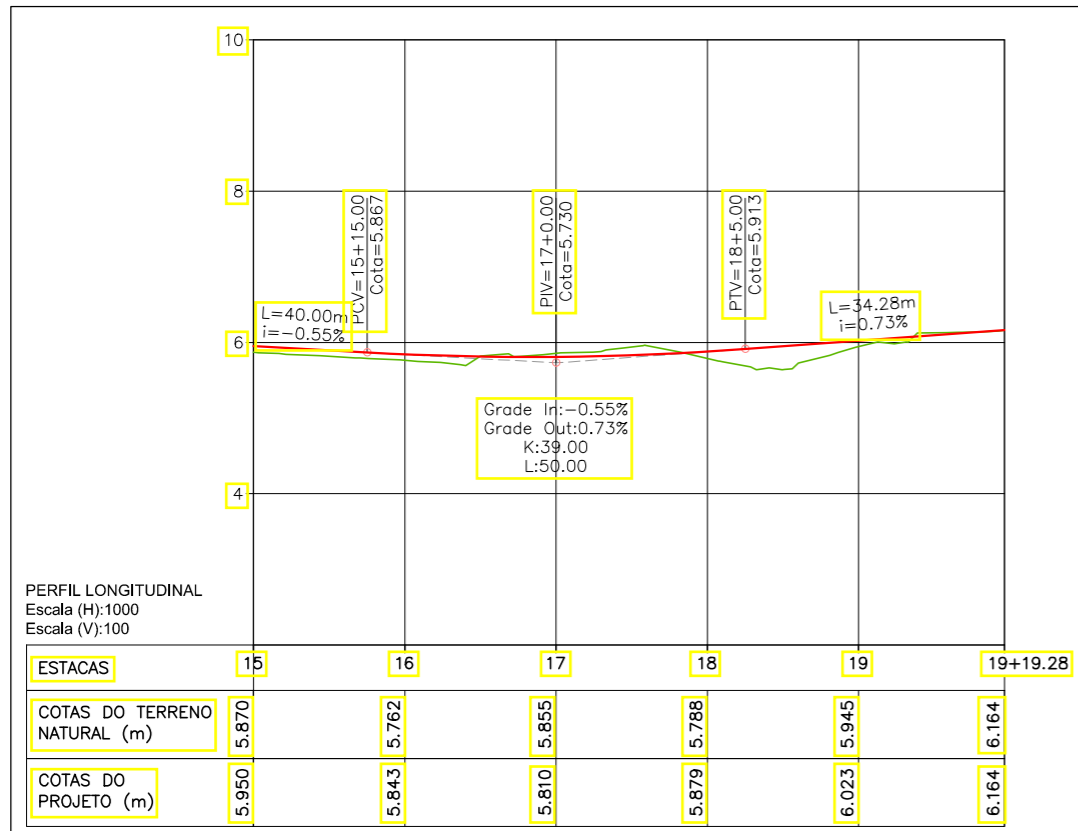 10
8
6
4
PCV=15+15.00
Cota=5.867
PIV=17+0.00
Cota=5.730
PTV=18+5.00
Cota=5.913
L=40.00m
i=-0.55%
L=34.28m
i=0.73%
Grade In:-0.55%
Grade Out:0.73%
K:39.00
L:50.00
PERFIL LONGITUDINAL
Escala (H):1000
Escala (V):100
ESTACAS 15 16 17 18 19 19+19.28
COTAS DO TERRENO
NATURAL (m) 5.870 5.762 5.855 5.788 5.945 6.164
COTAS DO
PROJETO (m) 5.950 5.843 5.810 5.879 6.023 6.164